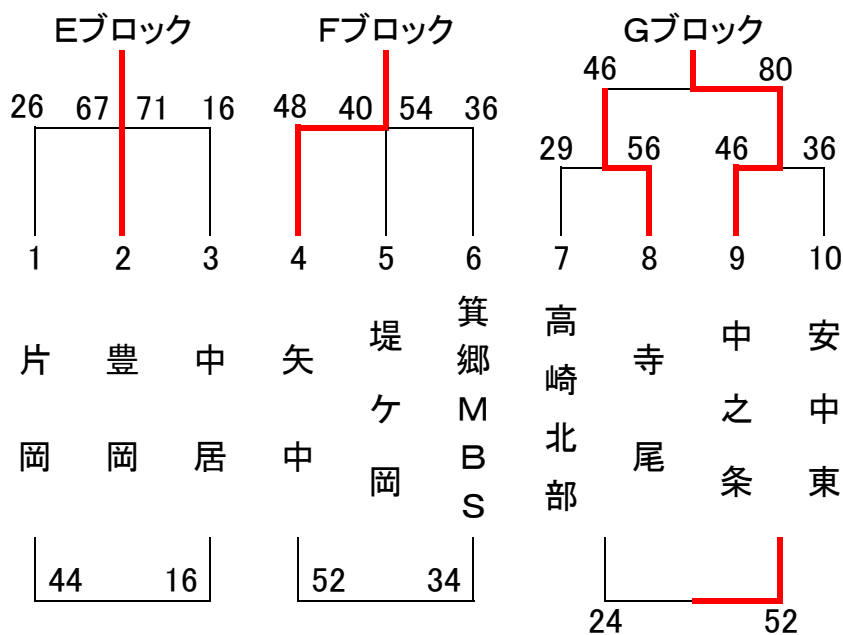 Eブロック Fブロック Gブロック
46 80
26 67 71 16 48 40 54 36
29 56 46 36
1 2 3 4 5 6 7 8 9 10
片岡
豊岡
中居
矢中
堤ケ岡
箕郷MBS
高崎北部
寺尾
中之条
安中東
44 16 52 34
24 52